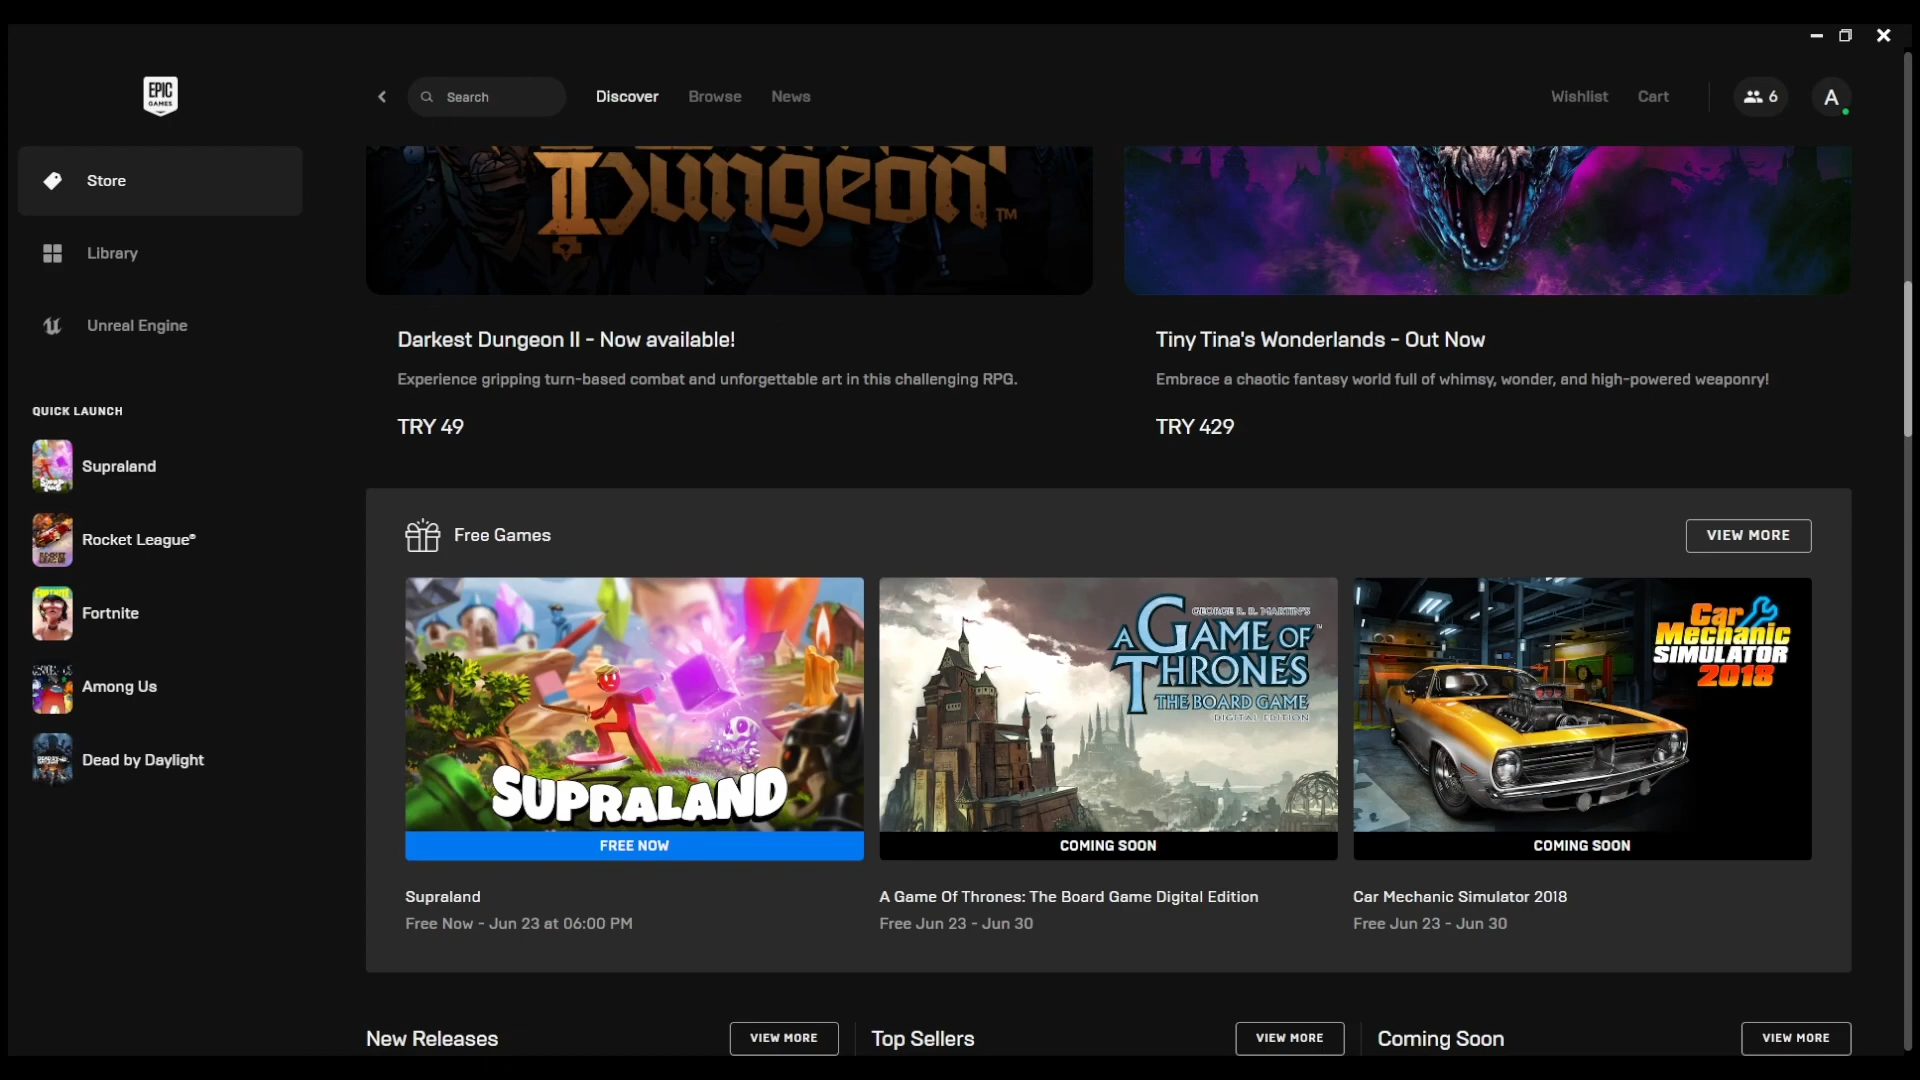 EPIC
GAMES
Search
Discover
Browse
News
Wishlist
Cart
6
A
Store
Library
Unreal Engine
QUICK LAUNCH
Supraland
Rocket League®
Fortnite
Among Us
Dead by Daylight
Dungeon™
II
Darkest Dungeon II - Now available!
Experience gripping turn-based combat and unforgettable art in this challenging RPG.
TRY 49
Tiny Tina's Wonderlands - Out Now
Embrace a chaotic fantasy world full of whimsy, wonder, and high-powered weaponry!
TRY 429
Free Games
VIEW MORE
SUPRALAND
FREE NOW
Supraland
Free Now - Jun 23 at 06:00 PM
GEORGE R. R. MARTIN'S
A GAME OF
THRONES™
THE BOARD GAME
DIGITAL EDITION
COMING SOON
A Game Of Thrones: The Board Game Digital Edition
Free Jun 23 - Jun 30
Car
Mechanic
SIMULATOR
2018
COMING SOON
Car Mechanic Simulator 2018
Free Jun 23 - Jun 30
New Releases
VIEW MORE
Top Sellers
VIEW MORE
Coming Soon
VIEW MORE